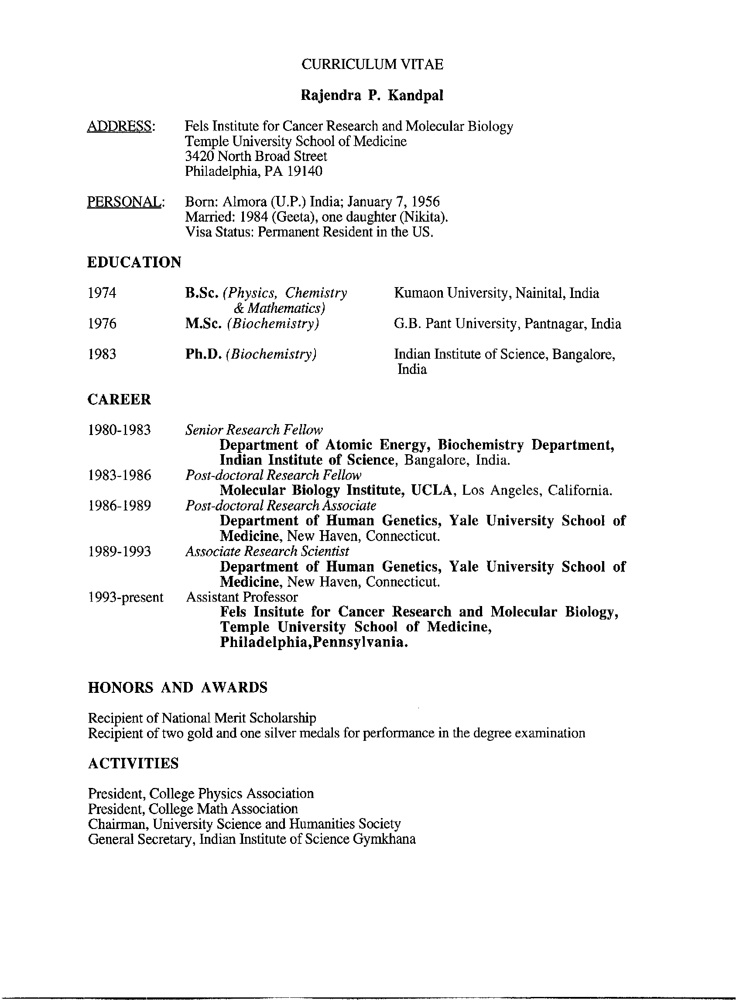 CURRICULUM VITAE
Rajendra P. Kandpal
ADDRESS: Fels Institute for Cancer Research and Molecular Biology
Temple University School of Medicine
3420 North Broad Street
Philadelphia, PA 19140
PERSONAL: Born: Almora (U.P.) India; January 7, 1956
Married: 1984 (Geeta), one daughter (Nikita).
Visa Status: Permanent Resident in the US.
EDUCATION
1974 B.Sc. (Physics, Chemistry Kumaon University, Nainital, India
& Mathematics)
1976 M.Sc. (Biochemistry) G.B. Pant University, Pantnagar, India
1983 Ph.D. (Biochemistry) Indian Institute of Science, Bangalore,
India
CAREER
1980-1983 Senior Research Fellow
Department of Atomic Energy, Biochemistry Department,
Indian Institute of Science, Bangalore, India.
1983-1986 Post-doctoral Research Fellow
Molecular Biology Institute, UCLA, Los Angeles, California.
1986-1989 Post-doctoral Research Associate
Department of Human Genetics, Yale University School of
Medicine, New Haven, Connecticut.
1989-1993 Associate Research Scientist
Department of Human Genetics, Yale University School of
Medicine, New Haven, Connecticut.
1993-present Assistant Professor
Fels Insitute for Cancer Research and Molecular Biology,
Temple University School of Medicine,
Philadelphia,Pennsylvania.
HONORS AND AWARDS
Recipient of National Merit Scholarship
Recipient of two gold and one silver medals for performance in the degree examination
ACTIVITIES
President, College Physics Association
President, College Math Association
Chairman, University Science and Humanities Society
General Secretary, Indian Institute of Science Gymkhana